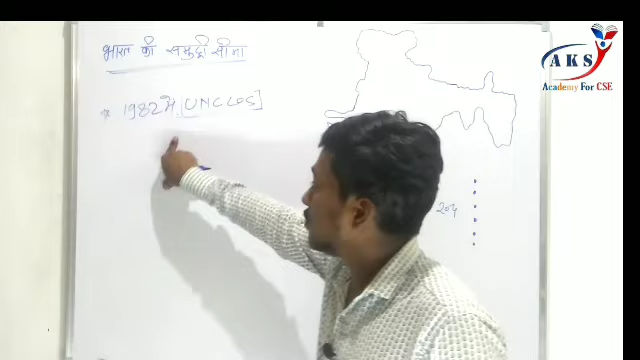 भारत की समुद्री सीमा
* 1982 में [UNCLOS]
AKS
Academy For CSE